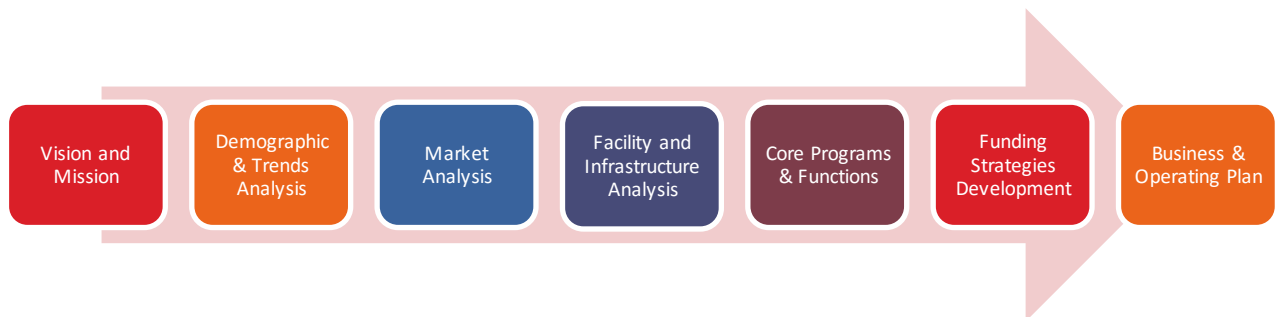 Vision and
Mission
Demographic
& Trends
Analysis
Market
Analysis
Facility and
Infrastructure
Analysis
Core Programs
& Functions
Funding
Strategies
Development
Business &
Operating Plan